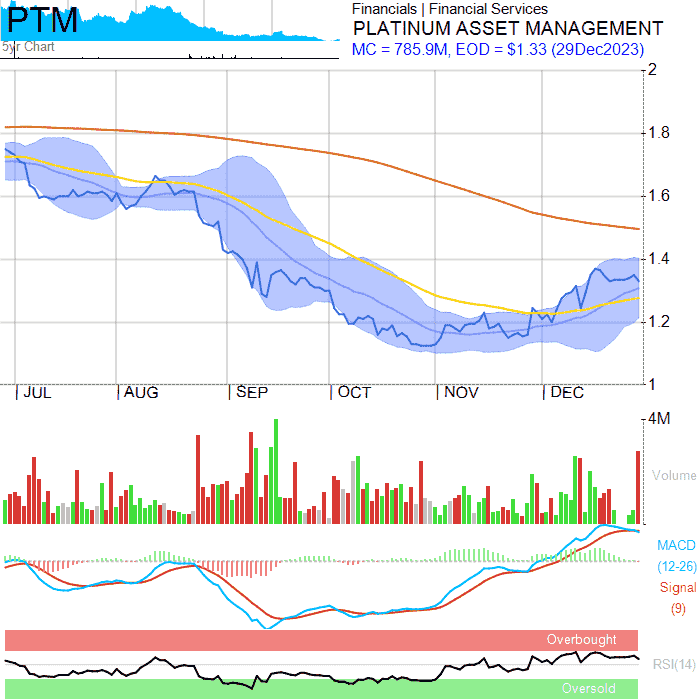 PTM
5yr Chart
Financials | Financial Services
PLATINUM ASSET MANAGEMENT
MC = 785.9M, EOD = $1.33 (29Dec2023)
2
1.8
1.6
1.4
1.2
1
JUL AUG SEP OCT NOV DEC
4M
Volume
MACD
(12-26)
Signal
(9)
Overbought
RSI(14)
Oversold